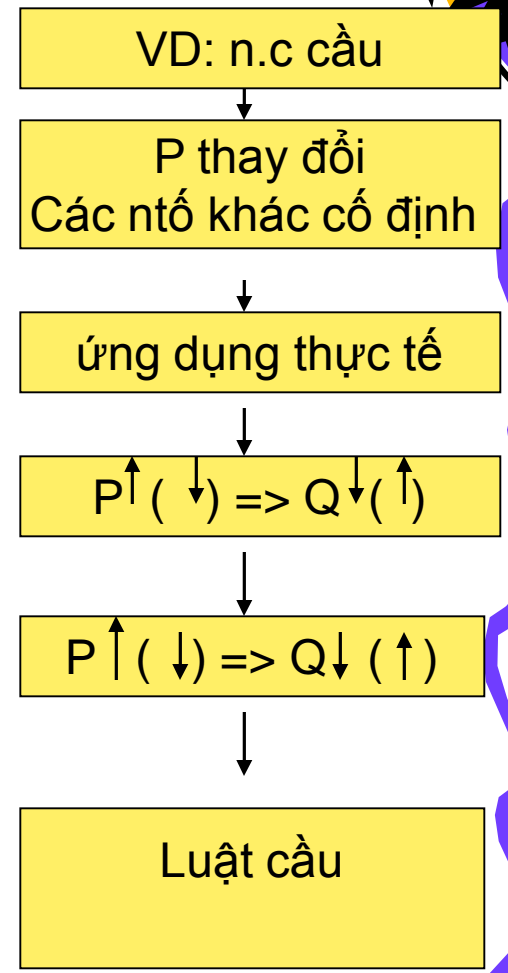 VD: n.c cầu
P thay đổi
Các ntố khác cố định
ứng dụng thực tế
P↑ ( ↓) => Q↓( ↑)
P ↑ ( ↓) => Q↓ ( ↑ )
Luật cầu